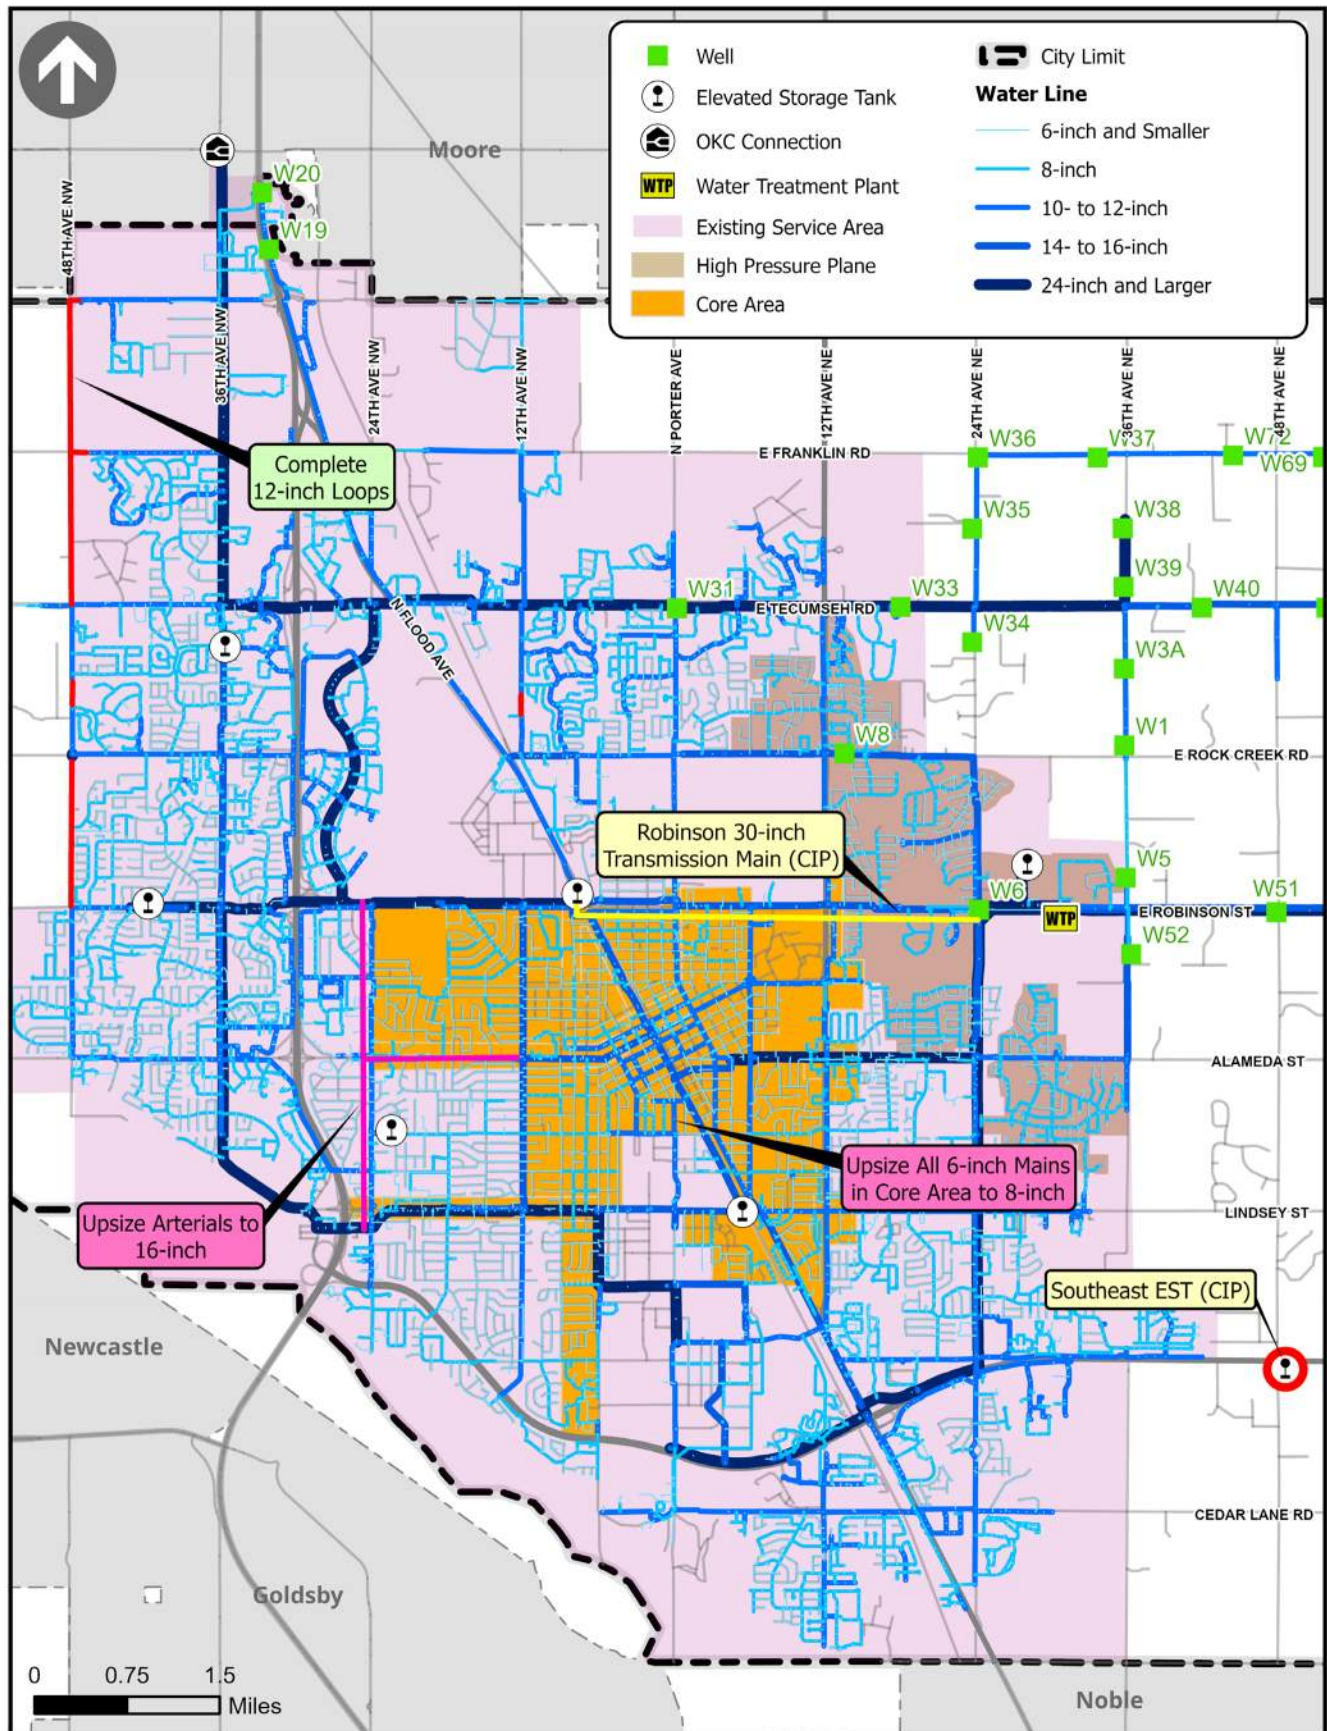 Well
Elevated Storage Tank
OKC Connection
WTP Water Treatment Plant
Existing Service Area
High Pressure Plane
Core Area
City Limit
Water Line
6-inch and Smaller
8-inch
10- to 12-inch
14- to 16-inch
24-inch and Larger
Moore
W20
W19
48TH AVE NW
36TH AVE NW
24TH AVE NW
12TH AVE NW
N PORTER AVE
12TH AVE NE
24TH AVE NE
36TH AVE NE
48TH AVE NE
Complete
12-inch Loops
E FRANKLIN RD
W36
W37
W72
W69
W35
W38
W39
W31
E TECUMSEH RD
W33
W40
N FLOOD AVE
W34
W3A
W8
W1
E ROCK CREEK RD
Robinson 30-inch
Transmission Main (CIP)
W5
W6
WTP
E ROBINSON ST
W51
W52
ALAMEDA ST
Upsize All 6-inch Mains
in Core Area to 8-inch
Upsize Arterials to
16-inch
LINDSEY ST
Southeast EST (CIP)
Newcastle
CEDAR LANE RD
Goldsby
0 0.75 1.5
Miles
Noble